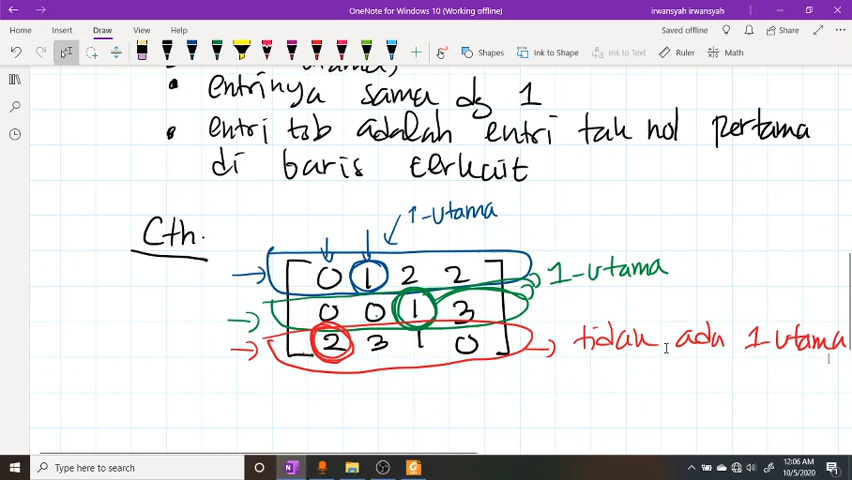 OneNote for Windows 10 (Working offline)
irwansyah irwansyah
Home Insert Draw View Help
Saved offline Share
Shapes Ink to Shape Ink to Text Ruler Math
utama,
entrinya sama dg 1
entri tsb adalah entri tak nol pertama
di baris terkait
Cth.
1-utama
0 1 2 2
1-utama
0 0 1 3
2 3 1 0
tidak ada 1-utama
Type here to search
12:06 AM
10/5/2020